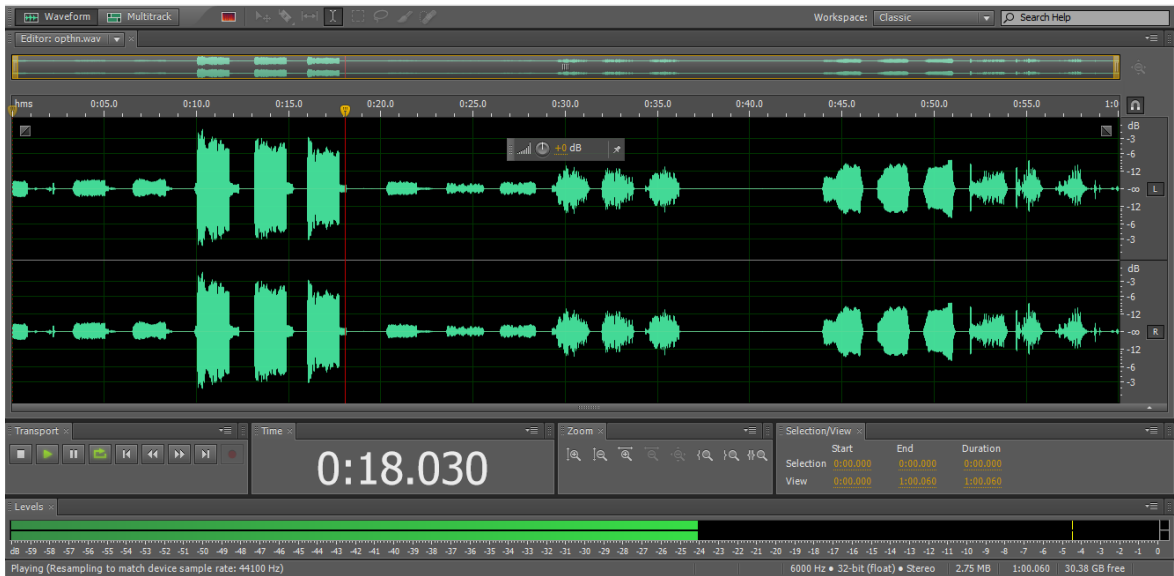 Waveform Multitrack Workspace: Classic Search Help
Editor: opthn.wav
hms 0:05.0 0:10.0 0:15.0 0:20.0 0:25.0 0:30.0 0:35.0 0:40.0 0:45.0 0:50.0 0:55.0 1:0
dB
-3
-6
+0 dB
-12
-∞ L
-12
-6
-3
dB
-3
-6
-12
-∞ R
-12
-6
-3
Transport Time Zoom Selection/View
Start End Duration
Selection 0:00.000 0:00.000 0:00.000
View 0:00.000 1:00.060 1:00.060
0:18.030
Levels
dB -59 -58 -57 -56 -55 -54 -53 -52 -51 -50 -49 -48 -47 -46 -45 -44 -43 -42 -41 -40 -39 -38 -37 -36 -35 -34 -33 -32 -31 -30 -29 -28 -27 -26 -25 -24 -23 -22 -21 -20 -19 -18 -17 -16 -15 -14 -13 -12 -11 -10 -9 -8 -7 -6 -5 -4 -3 -2 -1 0
Playing (Resampling to match device sample rate: 44100 Hz) 6000 Hz • 32-bit (float) • Stereo 2.75 MB 1:00.060 30.38 GB free